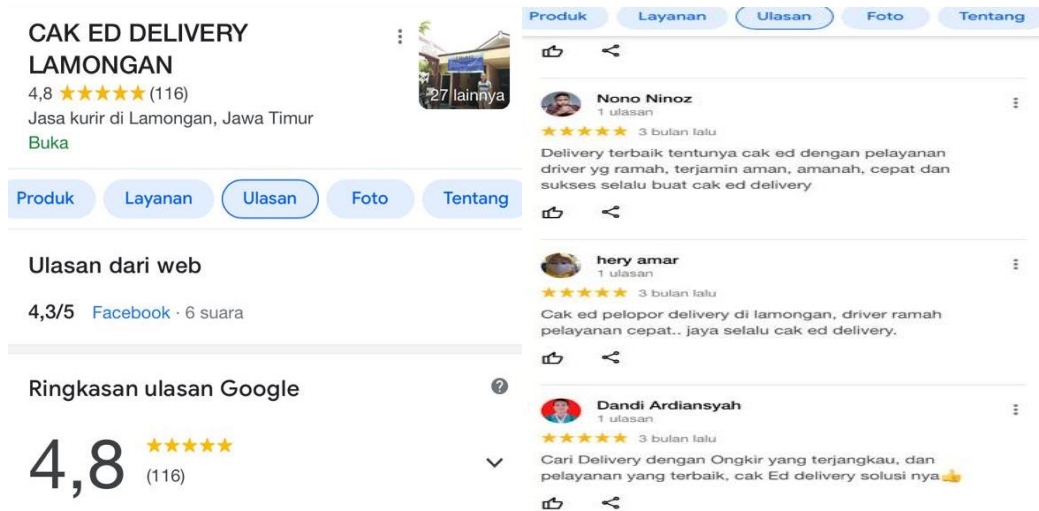 CAK ED DELIVERY
LAMONGAN
4,8 ★★★★★ (116)
Jasa kurir di Lamongan, Jawa Timur
Buka
27 lainnya
Produk Layanan Ulasan Foto Tentang
Ulasan dari web
4,3/5 Facebook · 6 suara
Ringkasan ulasan Google
4,8 ★★★★★
(116)
Produk Layanan Ulasan Foto Tentang
Nono Ninoz
1 ulasan
★★★★★ 3 bulan lalu
Delivery terbaik tentunya cak ed dengan pelayanan
driver yg ramah, terjamin aman, amanah, cepat dan
sukses selalu buat cak ed delivery
hery amar
1 ulasan
★★★★★ 3 bulan lalu
Cak ed pelopor delivery di lamongan, driver ramah
pelayanan cepat.. jaya selalu cak ed delivery.
Dandi Ardiansyah
1 ulasan
★★★★★ 3 bulan lalu
Cari Delivery dengan Ongkir yang terjangkau, dan
pelayanan yang terbaik, cak Ed delivery solusi nya👍